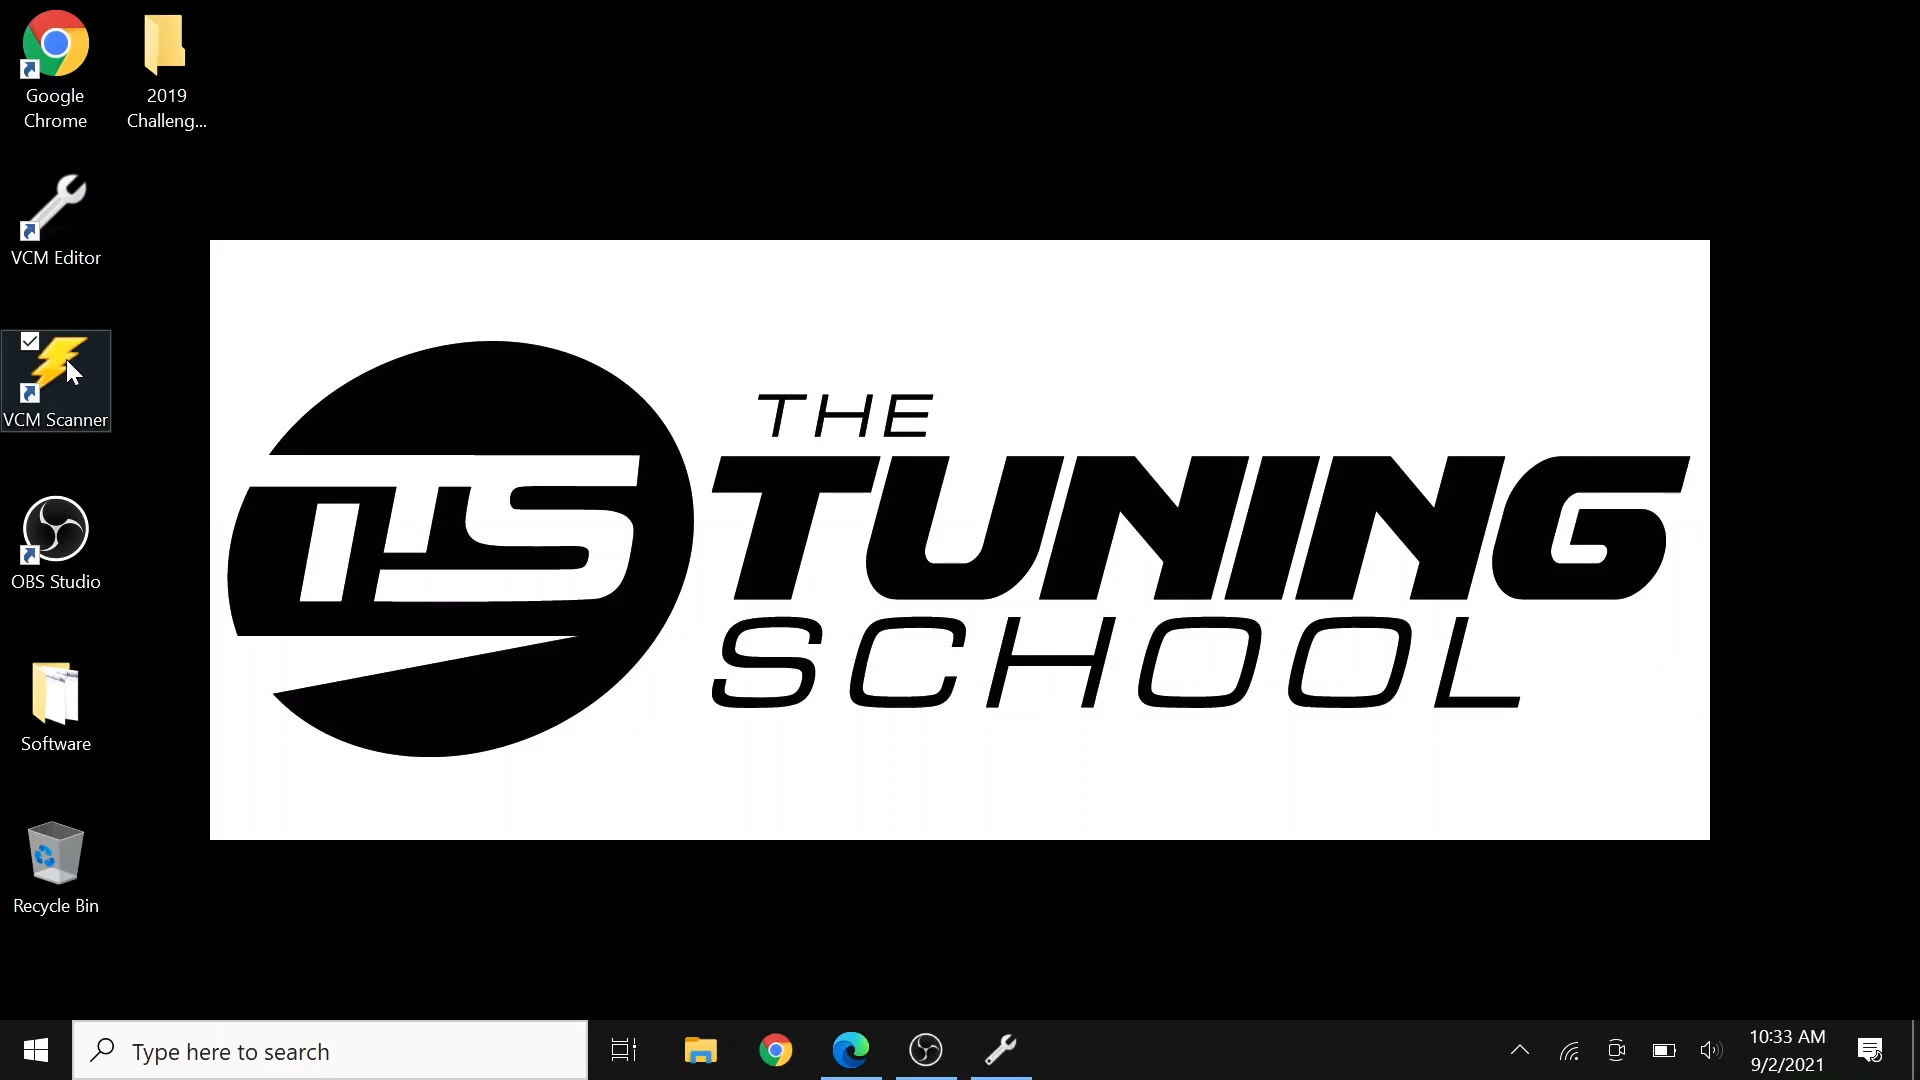 Google
Chrome
2019
Challeng...
VCM Editor
VCM Scanner
OBS Studio
Software
Recycle Bin
TTS
THE
TUNING
SCHOOL
Type here to search
10:33 AM
9/2/2021